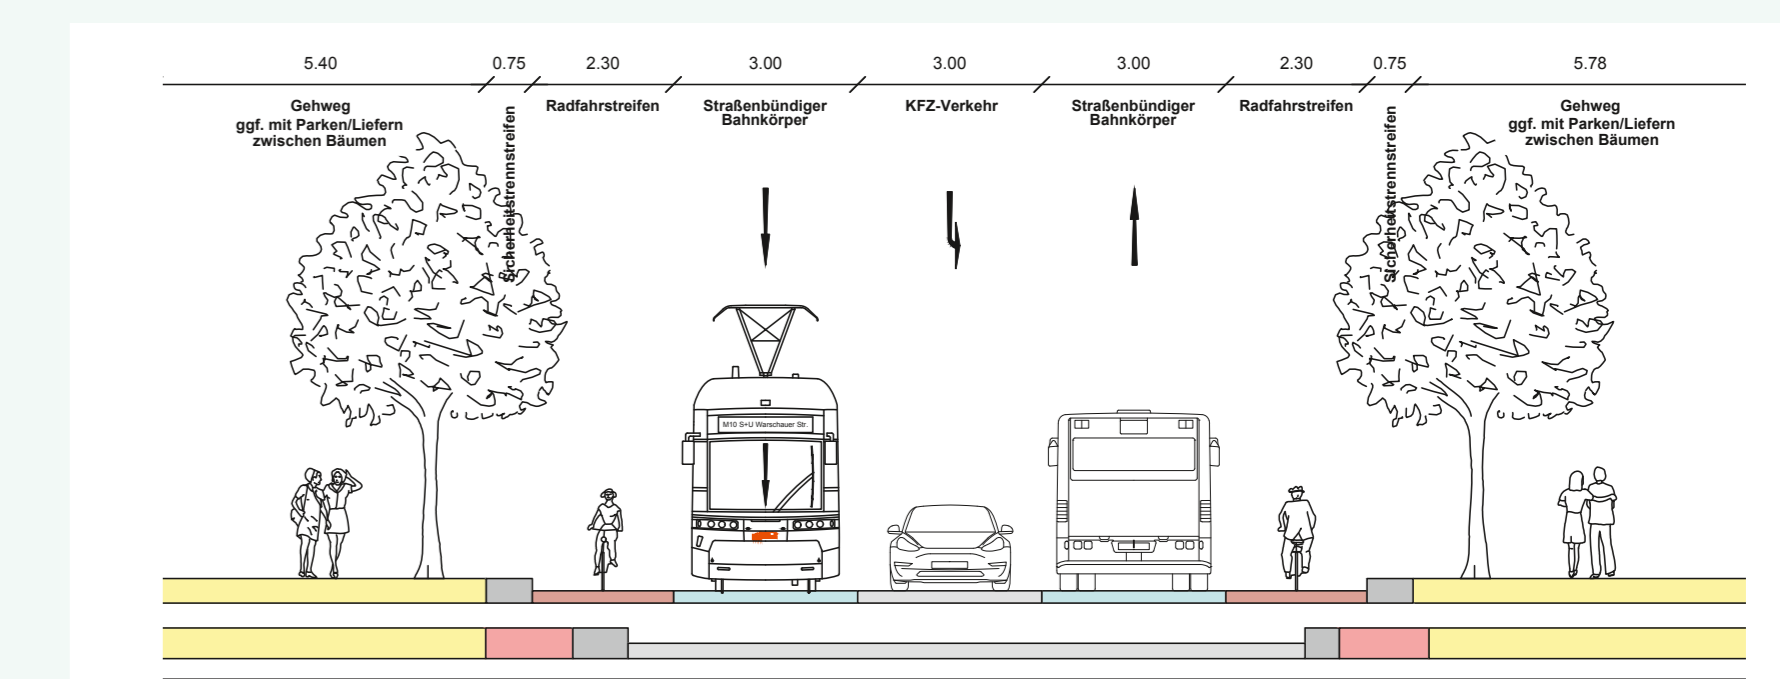 5.40 0.75 2.30 3.00 3.00 3.00 2.30 0.75 5.78
Gehweg
ggf. mit Parken/Liefern
zwischen Bäumen
Sicherheitstrennstreifen
Radfahrstreifen
Straßenbündiger
Bahnkörper
KFZ-Verkehr
Straßenbündiger
Bahnkörper
Radfahrstreifen
Sicherheitstrennstreifen
Gehweg
ggf. mit Parken/Liefern
zwischen Bäumen
M10 S+U Warschauer Str.